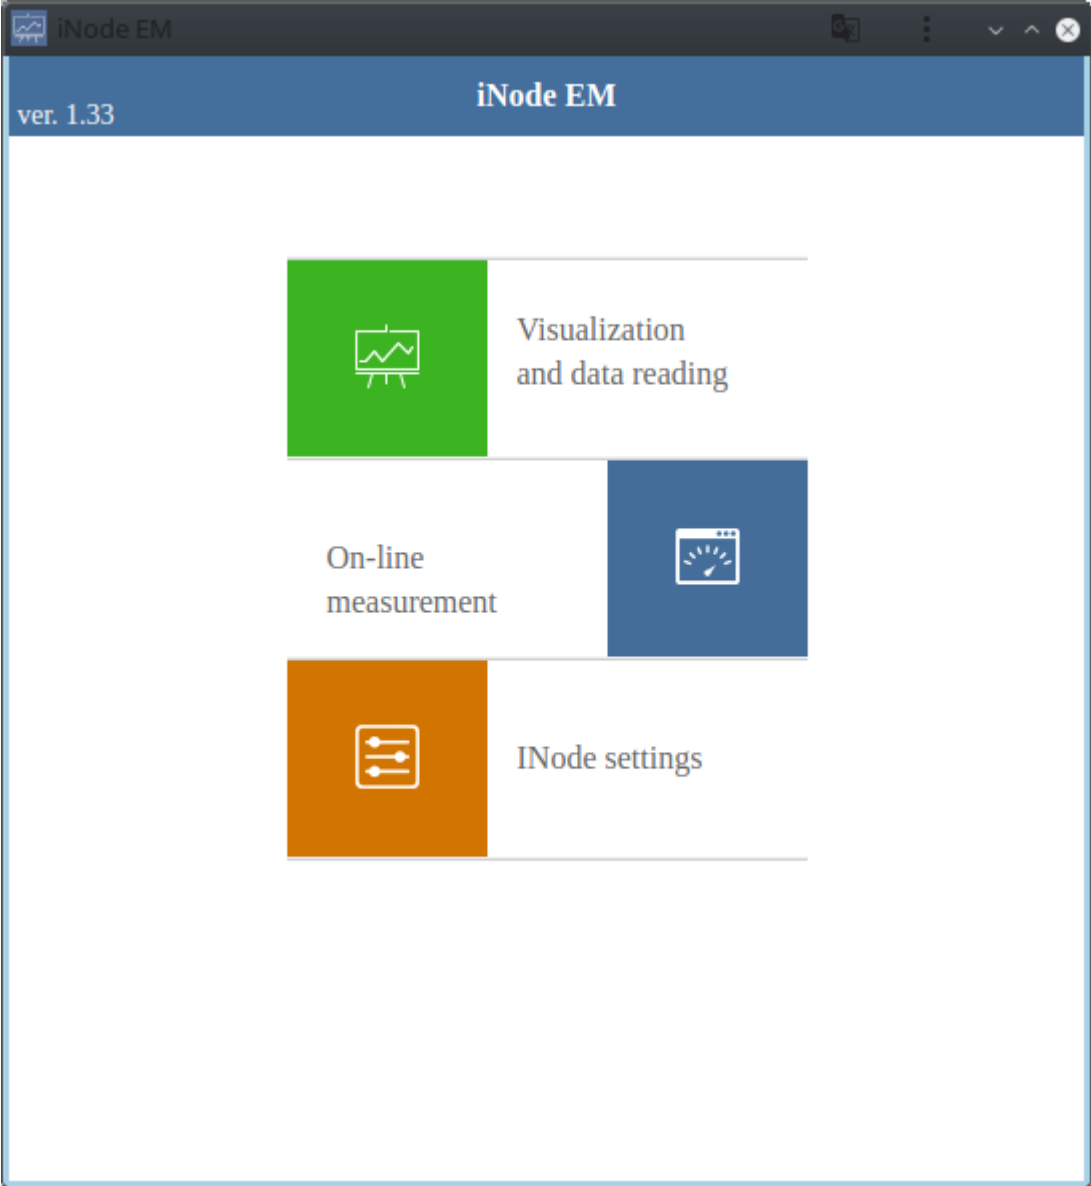 iNode EM
iNode EM
ver. 1.33
Visualization
and data reading
On-line
measurement
INode settings